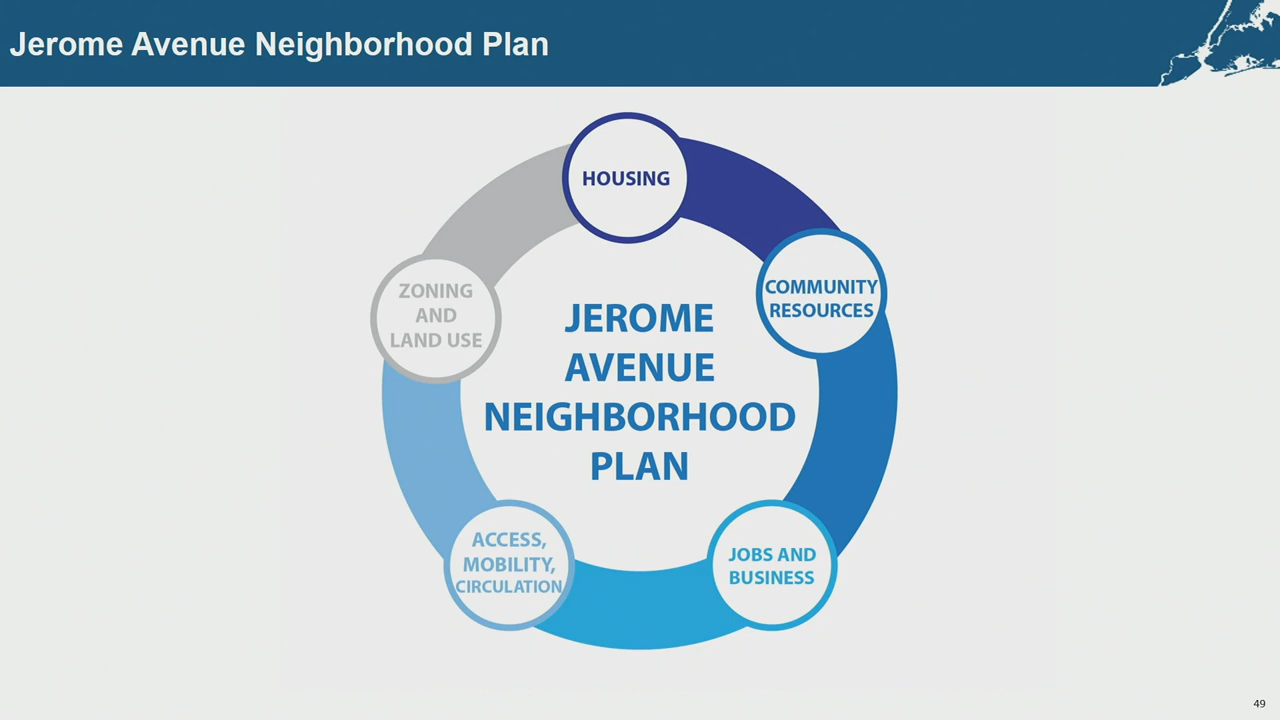 Jerome Avenue Neighborhood Plan
HOUSING
COMMUNITY
RESOURCES
ZONING
AND
LAND USE
JEROME
AVENUE
NEIGHBORHOOD
PLAN
ACCESS,
MOBILITY,
CIRCULATION
JOBS AND
BUSINESS
49